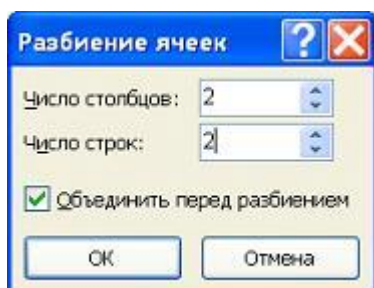 Разбиение ячеек
Число столбцов: 2
Число строк: 2
Объединить перед разбиением
ОК Отмена